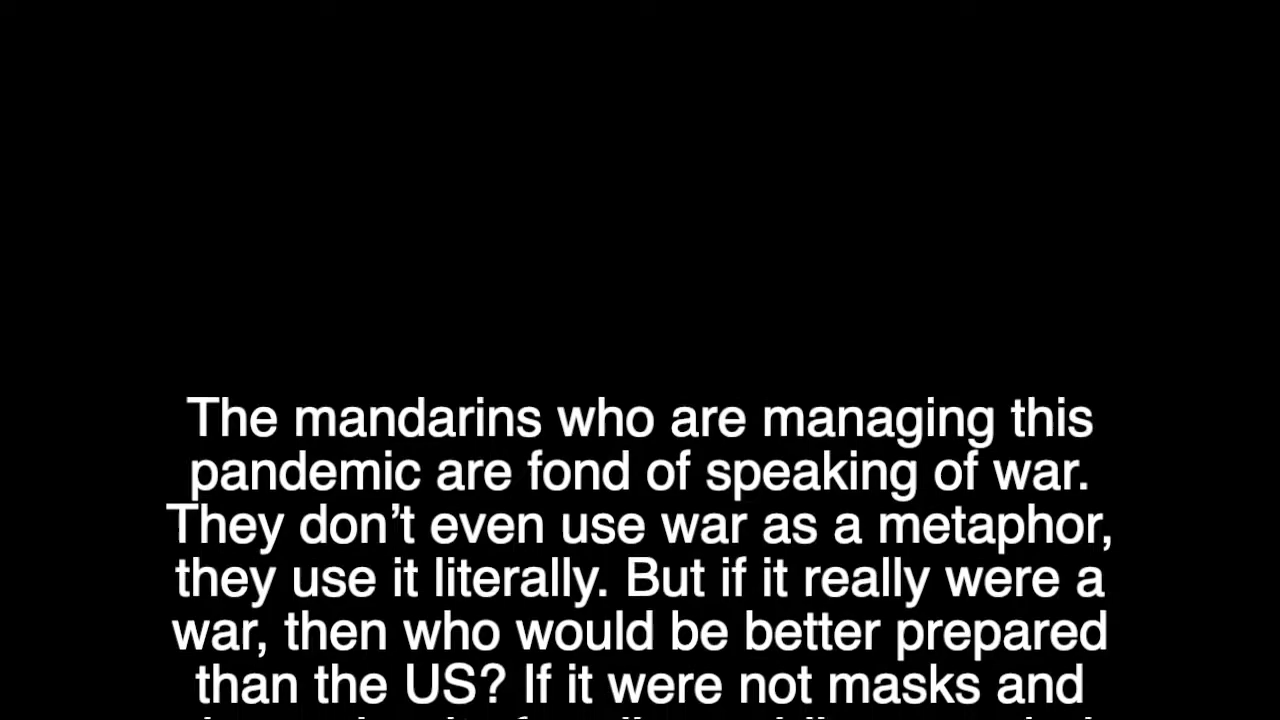 The mandarins who are managing this
pandemic are fond of speaking of war.
They don’t even use war as a metaphor,
they use it literally. But if it really were a
war, then who would be better prepared
than the US? If it were not masks and